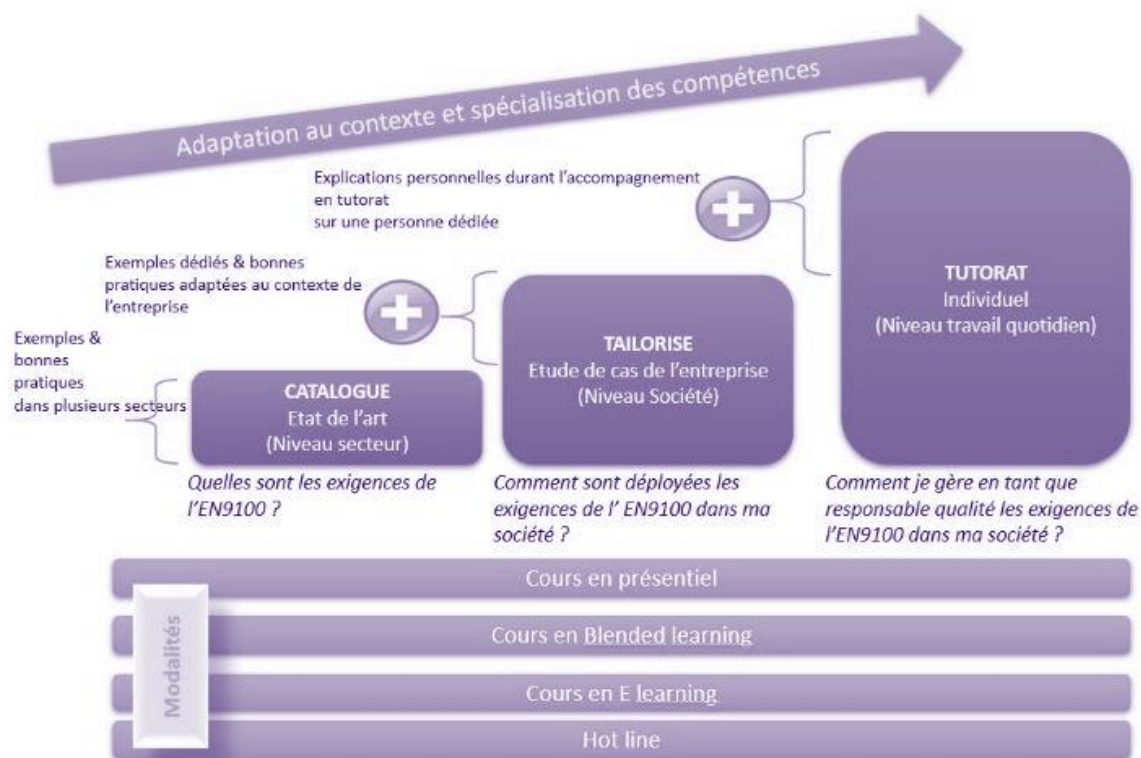 Adaptation au contexte et spécialisation des compétences
Explications personnelles durant l'accompagnement
en tutorat
sur une personne dédiée
Exemples dédiés & bonnes
pratiques adaptées au contexte de
l'entreprise
Exemples &
bonnes
pratiques
dans plusieurs secteurs
CATALOGUE
Etat de l'art
(Niveau secteur)
TAILORISE
Etude de cas de l'entreprise
(Niveau Société)
TUTORAT
Individuel
(Niveau travail quotidien)
Quelles sont les exigences de
l'EN9100 ?
Comment sont déployées les
exigences de l' EN9100 dans ma
société ?
Comment je gère en tant que
responsable qualité les exigences de
l'EN9100 dans ma société ?
Modalités
Cours en présentiel
Cours en Blended learning
Cours en E learning
Hot line